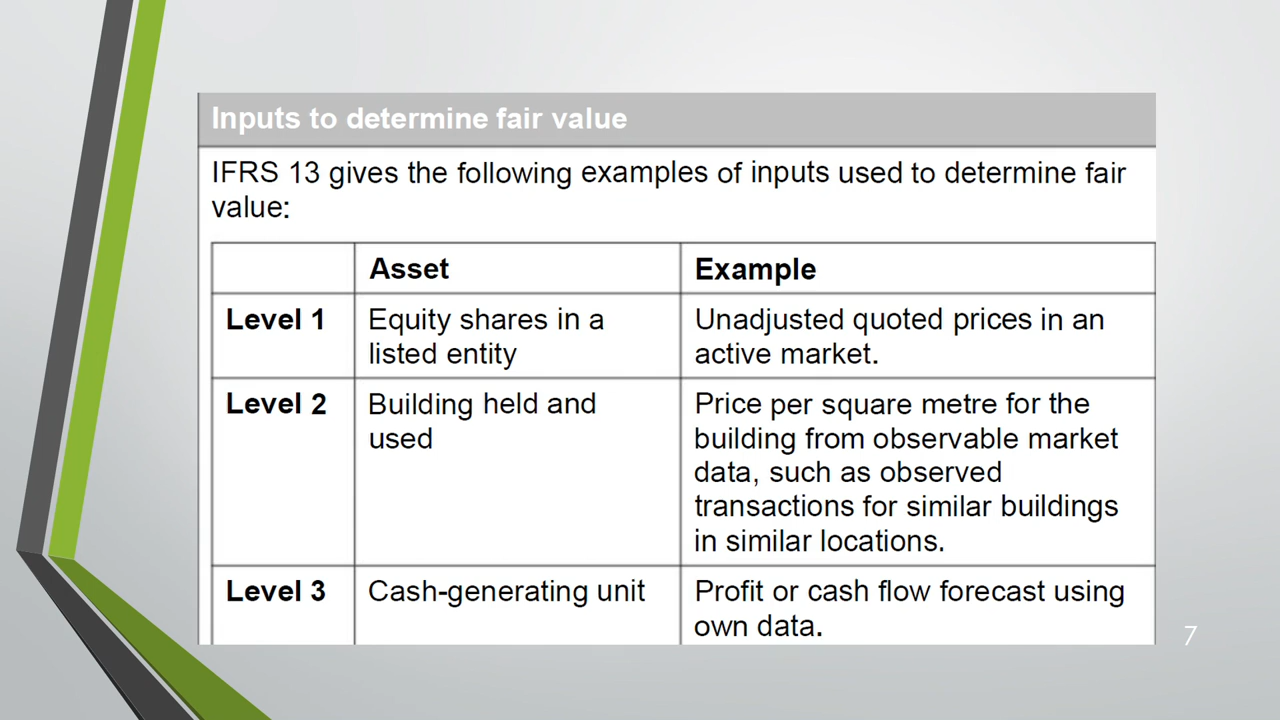 Inputs to determine fair value
IFRS 13 gives the following examples of inputs used to determine fair
value:
Asset
Example
Level 1
Equity shares in a
listed entity
Unadjusted quoted prices in an
active market.
Level 2
Building held and
used
Price per square metre for the
building from observable market
data, such as observed
transactions for similar buildings
in similar locations.
Level 3
Cash-generating unit
Profit or cash flow forecast using
own data.
7